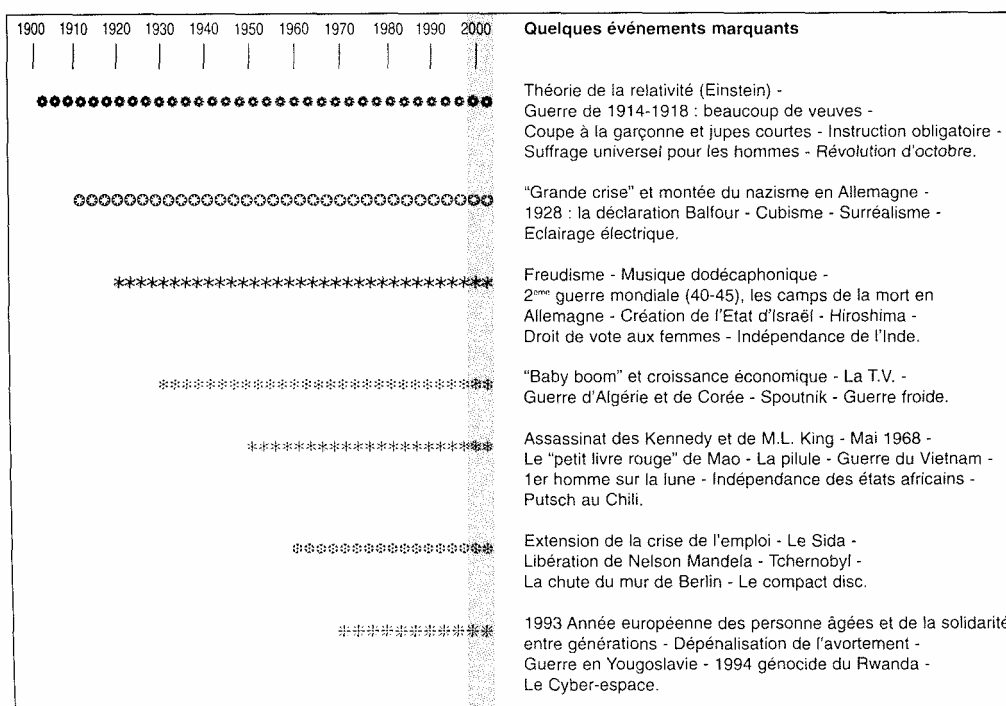 1900 1910 1920 1930 1940 1950 1960 1970 1980 1990 2000
Quelques événements marquants
Théorie de la relativité (Einstein) -
Guerre de 1914-1918 : beaucoup de veuves -
Coupe à la garçonne et jupes courtes - Instruction obligatoire -
Suffrage universel pour les hommes - Révolution d'octobre.
"Grande crise" et montée du nazisme en Allemagne -
1928 : la déclaration Balfour - Cubisme - Surréalisme -
Eclairage électrique.
Freudisme - Musique dodécaphonique -
2ème guerre mondiale (40-45), les camps de la mort en
Allemagne - Création de l'Etat d'Israël - Hiroshima -
Droit de vote aux femmes - Indépendance de l'Inde.
"Baby boom" et croissance économique - La T.V. -
Guerre d'Algérie et de Corée - Spoutnik - Guerre froide.
Assassinat des Kennedy et de M.L. King - Mai 1968 -
Le "petit livre rouge" de Mao - La pilule - Guerre du Vietnam -
1er homme sur la lune - Indépendance des états africains -
Putsch au Chili.
Extension de la crise de l'emploi - Le Sida -
Libération de Nelson Mandela - Tchernobyl -
La chute du mur de Berlin - Le compact disc.
1993 Année européenne des personne âgées et de la solidarité
entre générations - Dépénalisation de l'avortement -
Guerre en Yougoslavie - 1994 génocide du Rwanda -
Le Cyber-espace.